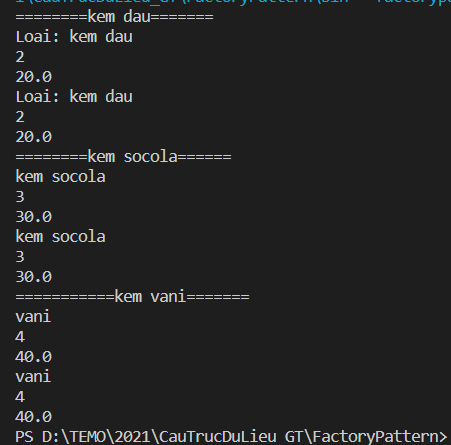 ========kem dau=======
Loai: kem dau
2
20.0
Loai: kem dau
2
20.0
========kem socola======
kem socola
3
30.0
kem socola
3
30.0
===========kem vani=======
vani
4
40.0
vani
4
40.0
PS D:\TEMO\2021\CauTrucDuLieu GT\FactoryPattern>